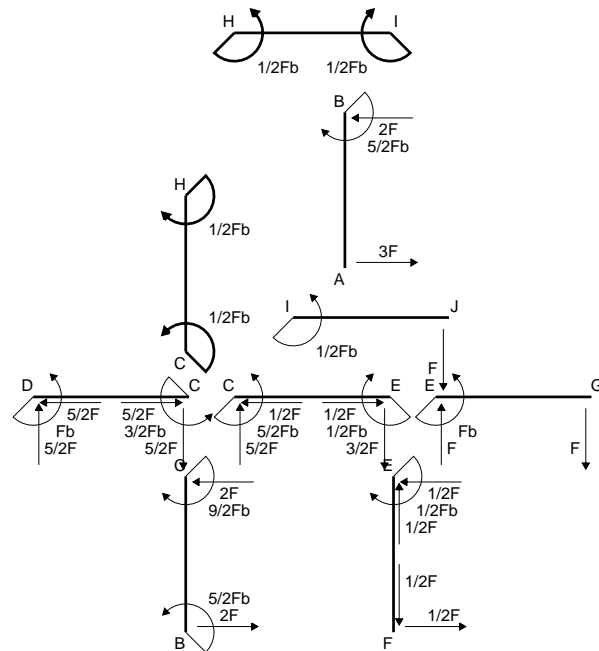 H I
1/2Fb 1/2Fb
B
2F
5/2Fb
H
1/2Fb
3F
A
1/2Fb
I J
1/2Fb
C
F
D C C E E G
5/2F 5/2F 1/2F 1/2F
Fb 3/2Fb 5/2Fb 1/2Fb Fb
5/2F 5/2F 5/2F 3/2F F F
C E
2F 1/2F
9/2Fb 1/2Fb
1/2F
1/2F
5/2Fb
2F 1/2F
B F